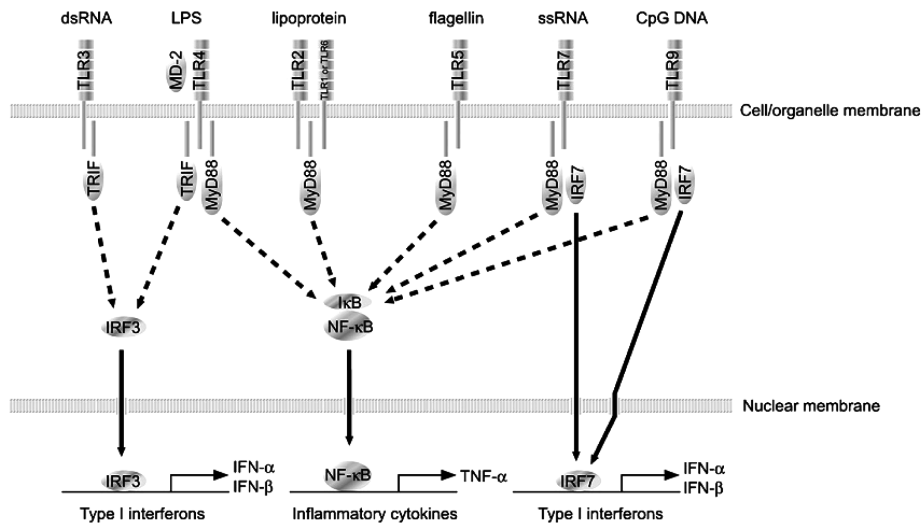 dsRNA LPS lipoprotein flagellin ssRNA CpG DNA
TLR3 MD-2 TLR4 TLR2 TLR1 or TLR6 TLR5 TLR7 TLR9
Cell/organelle membrane
TRIF TRIF MyD88 MyD88 MyD88 MyD88 IRF7 MyD88 IRF7
IκB
IRF3 NF-κB
Nuclear membrane
IRF3 IFN-α NF-κB TNF-α IRF7 IFN-α
IFN-β IFN-β
Type I interferons Inflammatory cytokines Type I interferons